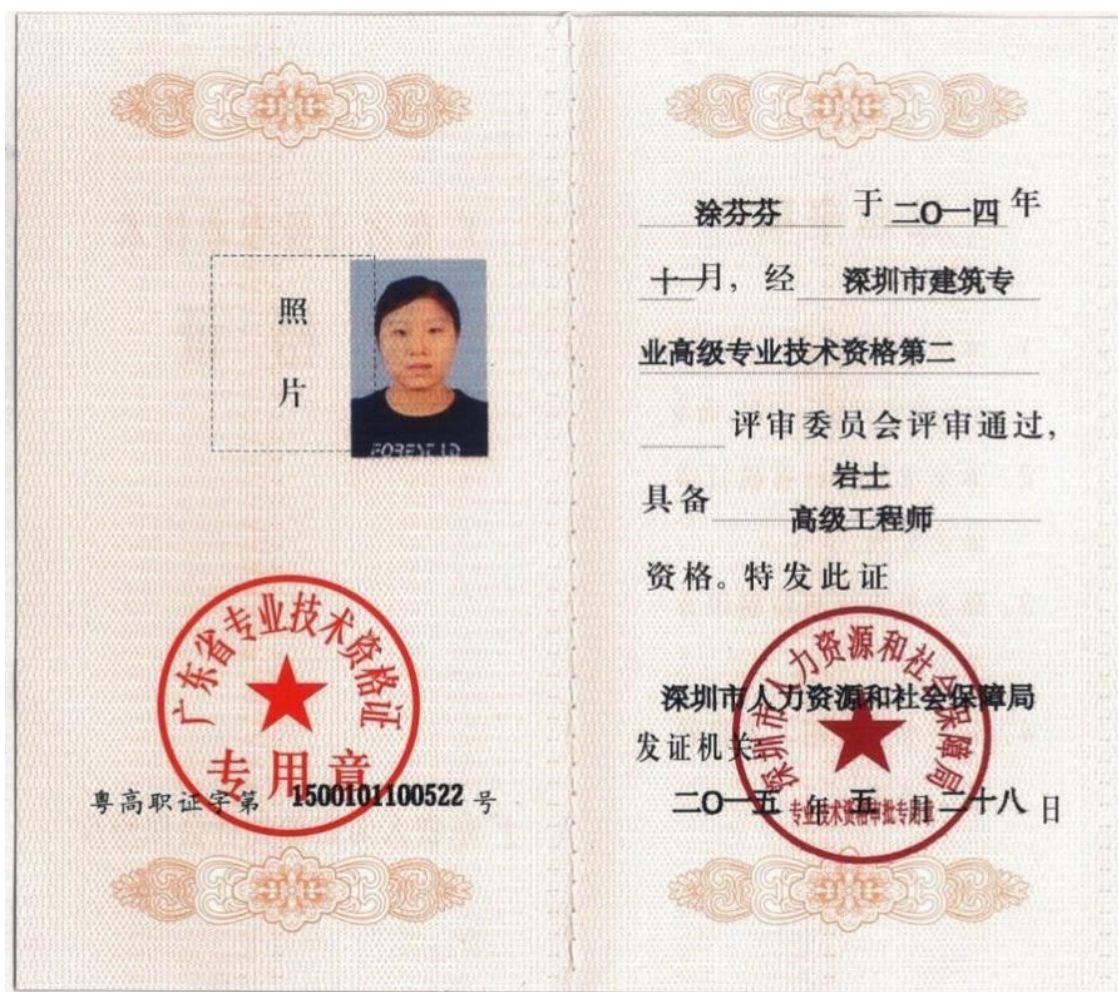 照
片
FOREST LD
广东省专业技术资格证
专用章
粤高职证字第 1500101100522 号
涂芬芬 于 二O一四 年
十月，经 深圳市建筑专
业高级专业技术资格第二
评审委员会评审通过，
岩土
具备 高级工程师
资格。特发此证
深圳市人力资源和社会保障局
发证机关
深圳市人力资源和社会保障局
专业技术资格审批专用章
二O一五 年 五 月 二十八 日